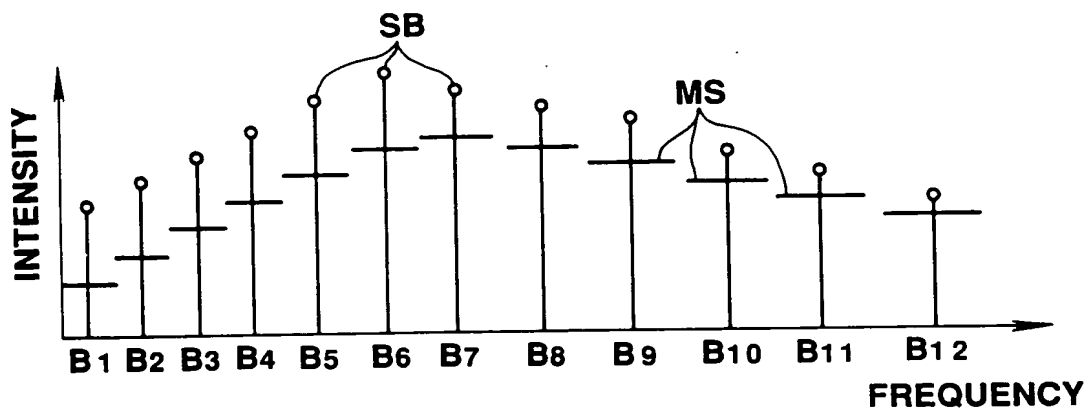 SB
MS
INTENSITY
B1 B2 B3 B4 B5 B6 B7 B8 B9 B10 B11 B12
FREQUENCY